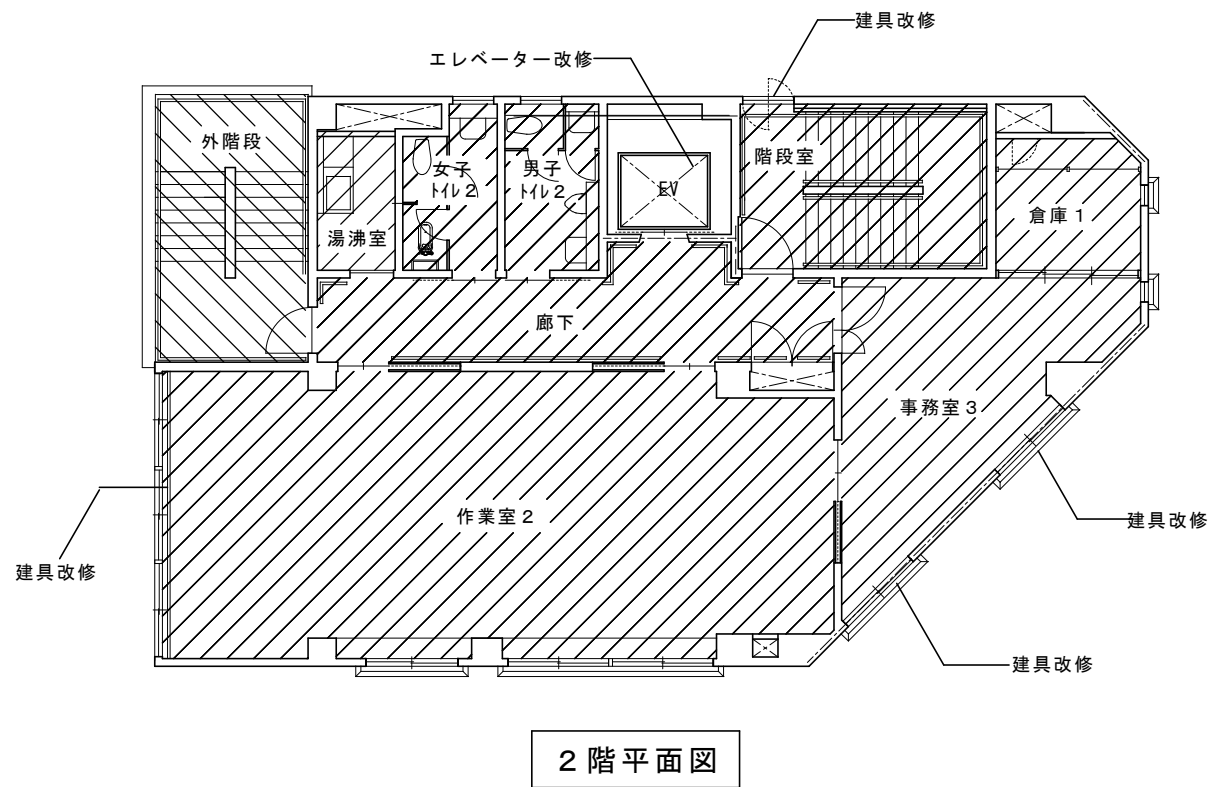 建具改修
エレベーター改修
外階段
階段室
女子
トイレ2
男子
トイレ2
EV
倉庫1
湯沸室
廊下
事務室3
作業室2
建具改修
建具改修
建具改修
2階平面図